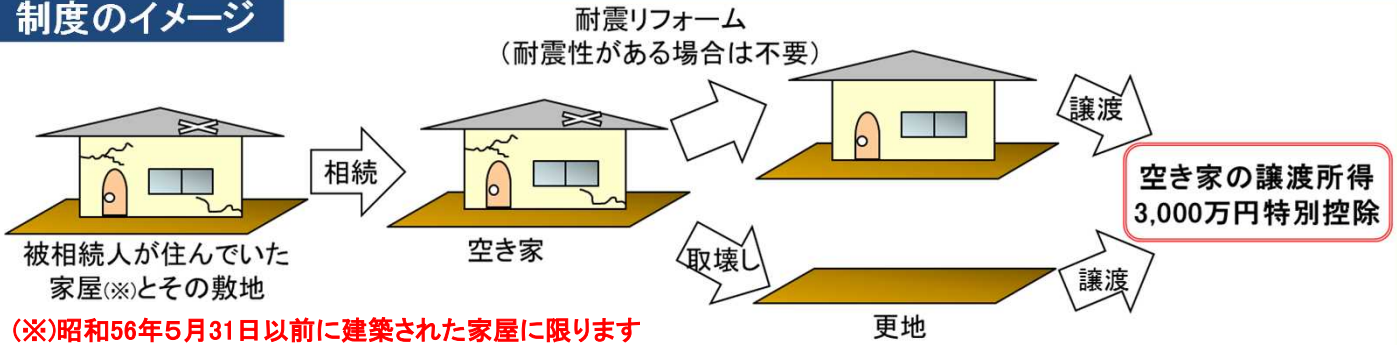 制度のイメージ
耐震リフォーム
（耐震性がある場合は不要）
相続
譲渡
空き家の譲渡所得
3,000万円特別控除
被相続人が住んでいた
家屋(※)とその敷地
空き家
取壊し
譲渡
更地
(※)昭和56年５月31日以前に建築された家屋に限ります